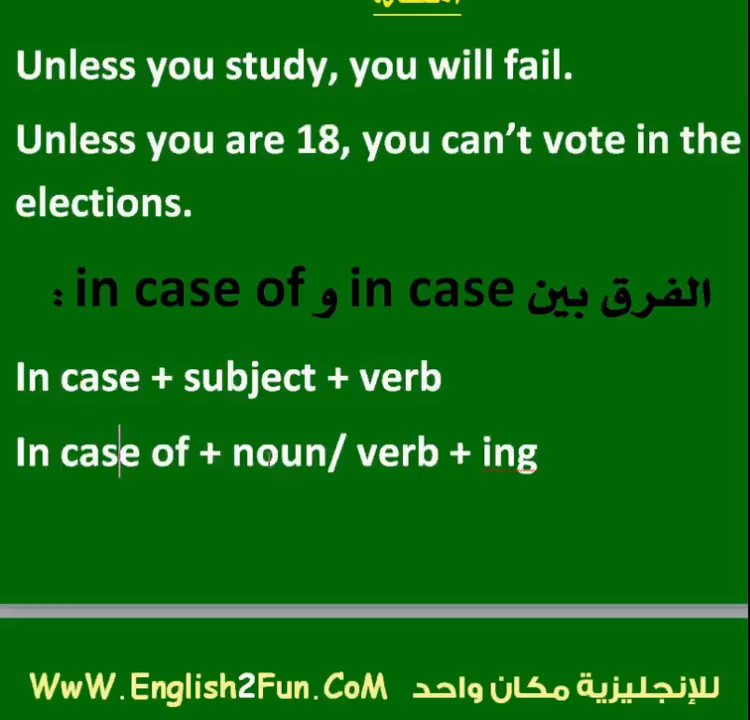 Unless you study, you will fail.
Unless you are 18, you can’t vote in the
elections.
الفرق بين in case و in case of :
In case + subject + verb
In case of + noun/ verb + ing
WwW.English2Fun.CoM للإنجليزية مكان واحد